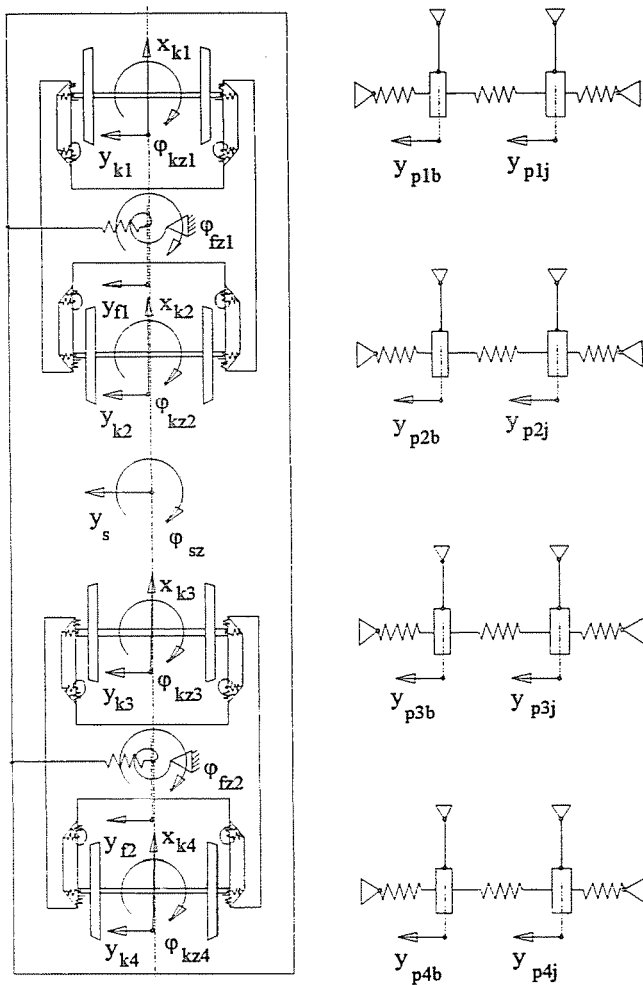 x_k1
y_k1 φ_kz1
y_p1b y_p1j
φ_fz1
y_f1 x_k2
y_k2 φ_kz2
y_p2b y_p2j
y_s φ_sz
x_k3
y_k3 φ_kz3
y_p3b y_p3j
φ_fz2
y_f2 x_k4
y_k4 φ_kz4
y_p4b y_p4j